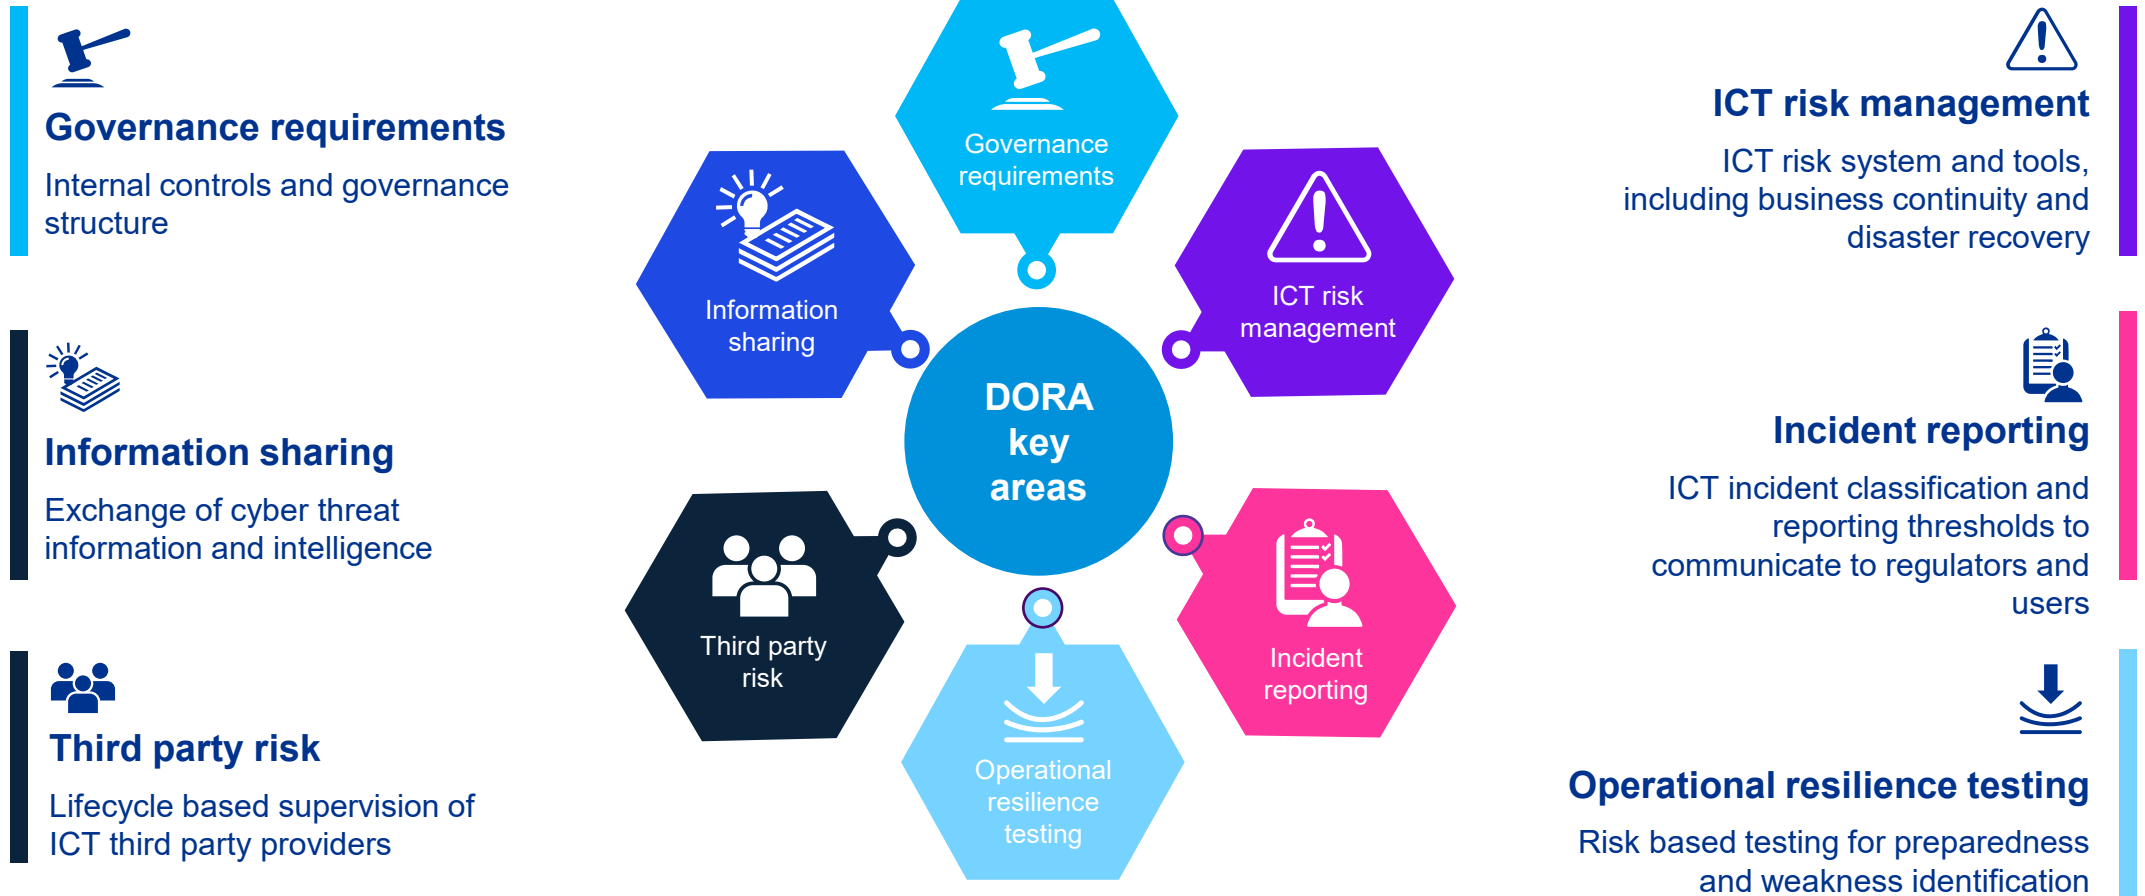 Governance requirements
Internal controls and governance
structure
Information sharing
Exchange of cyber threat
information and intelligence
Third party risk
Lifecycle based supervision of
ICT third party providers
Governance
requirements
Information
sharing
ICT risk
management
DORA
key
areas
Third party
risk
Incident
reporting
Operational
resilience
testing
ICT risk management
ICT risk system and tools,
including business continuity and
disaster recovery
Incident reporting
ICT incident classification and
reporting thresholds to
communicate to regulators and
users
Operational resilience testing
Risk based testing for preparedness
and weakness identification